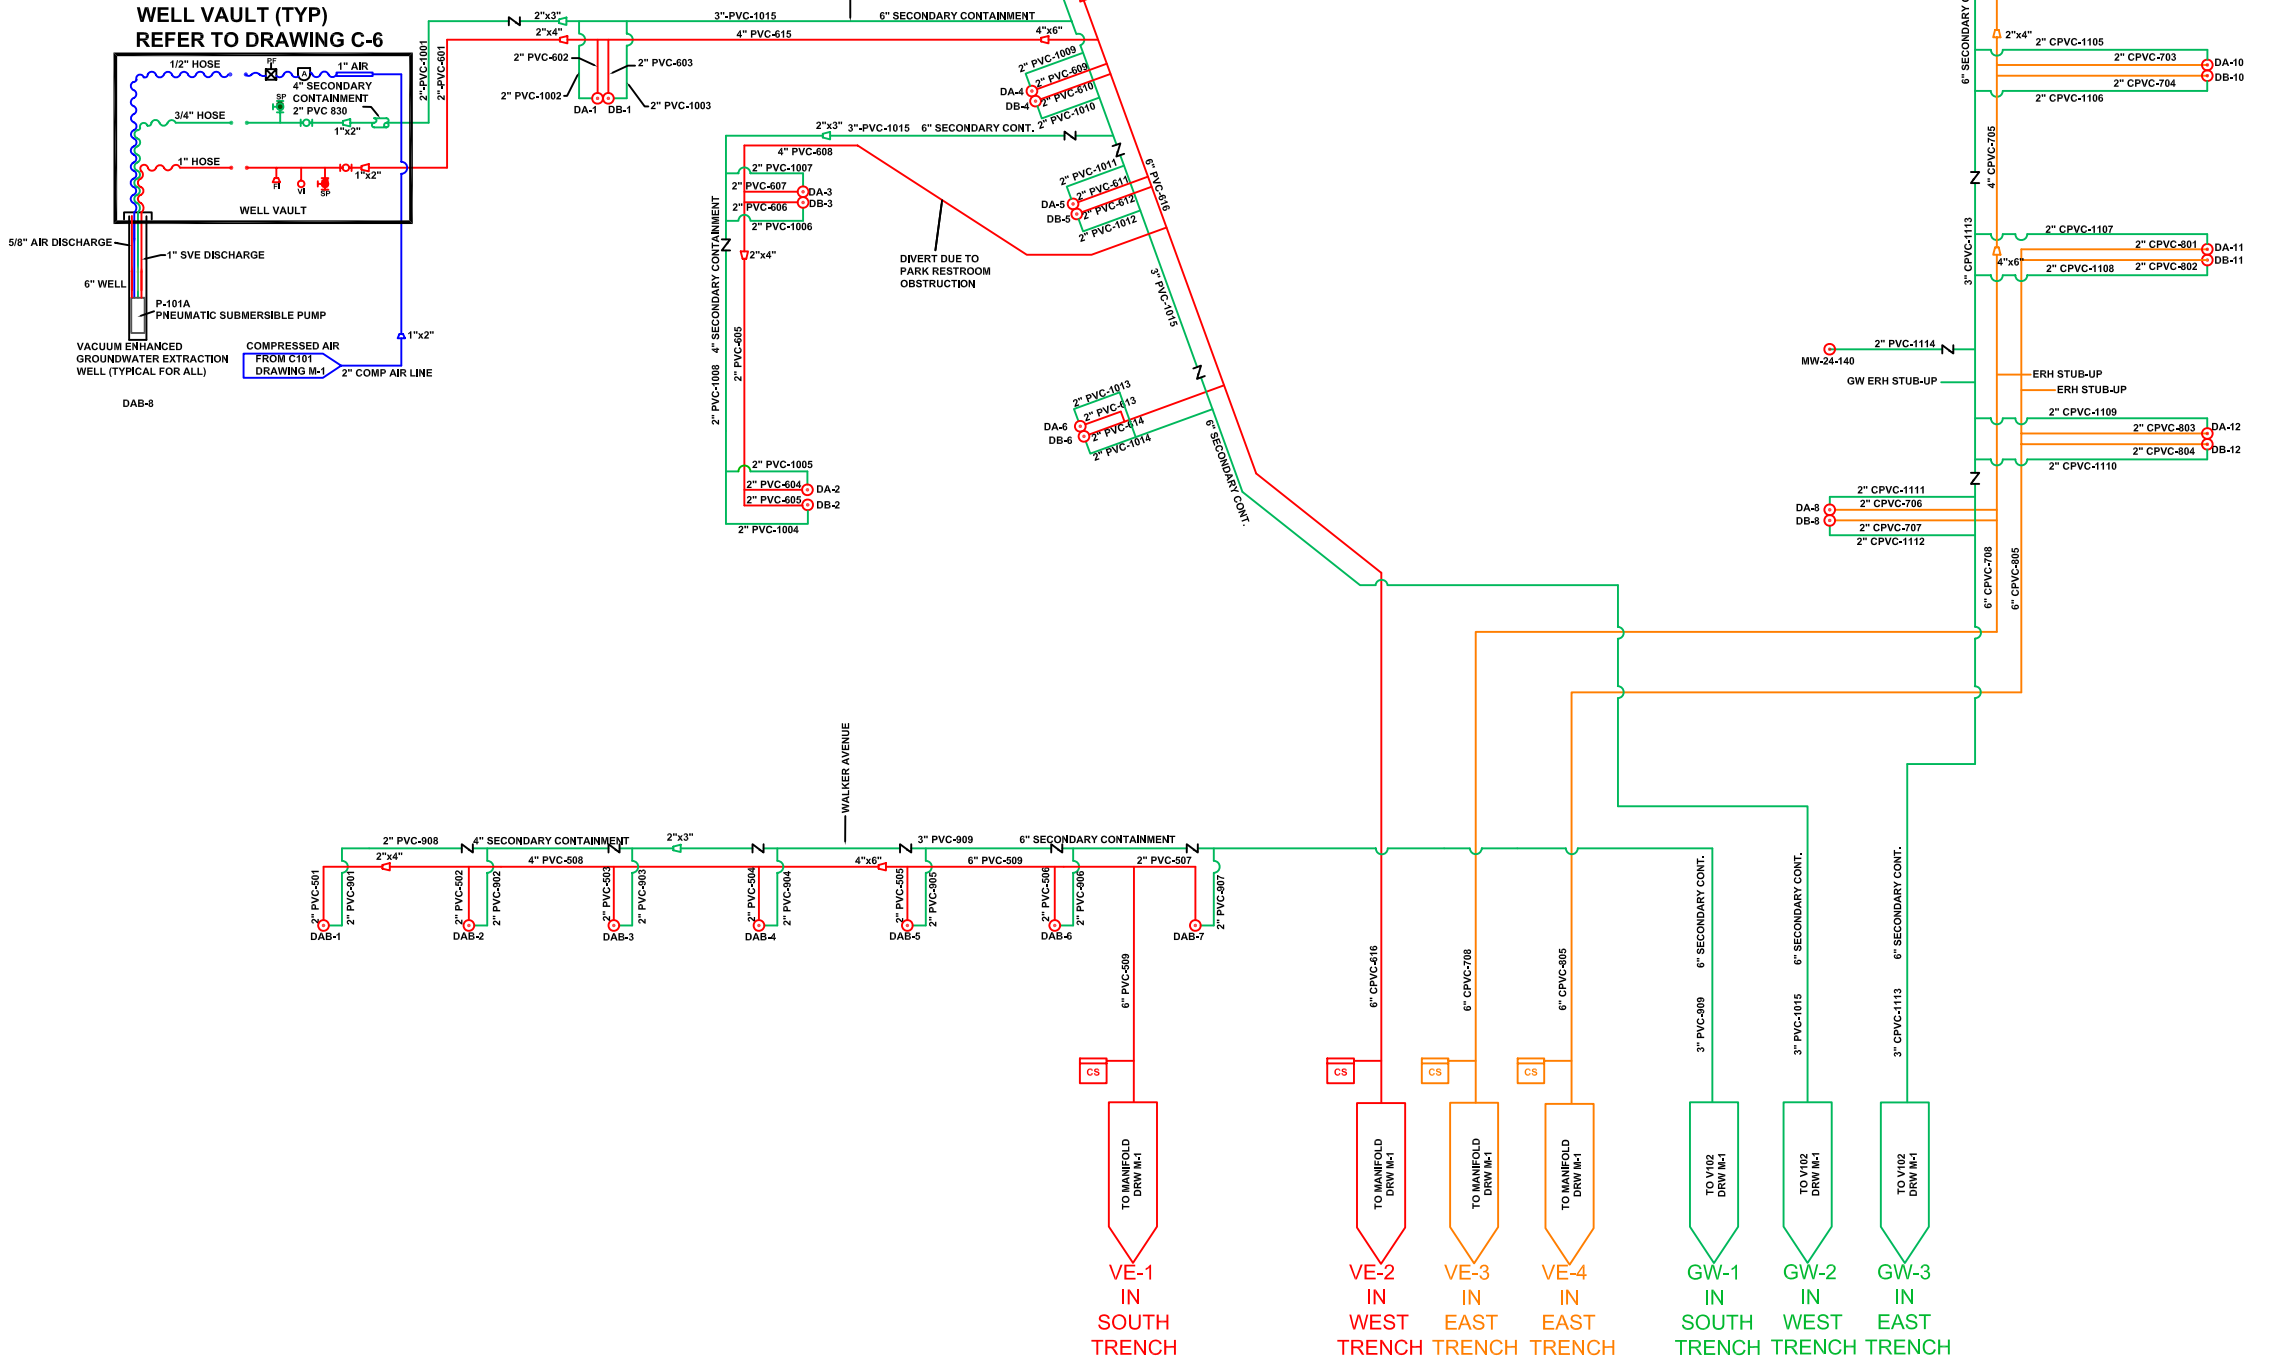 WELL VAULT (TYP)
REFER TO DRAWING C-6
1/2" HOSE
PF
A
1" AIR
4" SECONDARY
CONTAINMENT
2" PVC 830
SP
3/4" HOSE
1"x2"
1" HOSE
1"x2"
FI
VI
SP
WELL VAULT
5/8" AIR DISCHARGE
1" SVE DISCHARGE
6" WELL
P-101A
PNEUMATIC SUBMERSIBLE PUMP
VACUUM ENHANCED
GROUNDWATER EXTRACTION
WELL (TYPICAL FOR ALL)
DAB-8
COMPRESSED AIR
FROM C101
DRAWING M-1
2" COMP AIR LINE
1"x2"
2"-PVC-1001
2"-PVC-601
2"x3"
2"x4"
3"-PVC-1015
6" SECONDARY CONTAINMENT
4" PVC-615
4"x6"
2" PVC-602
2" PVC-603
2" PVC-1002
2" PVC-1003
DA-1
DB-1
2" PVC-1009
2" PVC-609
DA-4
2" PVC-610
DB-4
2" PVC-1010
2"x3"
3"-PVC-1015
6" SECONDARY CONT.
4" PVC-608
2" PVC-1007
2" PVC-607
DA-3
DB-3
2" PVC-606
2" PVC-1006
2"x4"
4" SECONDARY CONTAINMENT
2" PVC-1008
2" PVC-605
2" PVC-1005
2" PVC-604
DA-2
2" PVC-605
DB-2
2" PVC-1004
DIVERT DUE TO
PARK RESTROOM
OBSTRUCTION
2" PVC-1011
2" PVC-611
DA-5
2" PVC-612
DB-5
2" PVC-1012
6" PVC-616
3" PVC-1015
2" PVC-1013
2" PVC-613
DA-6
2" PVC-614
DB-6
2" PVC-1014
6" SECONDARY CONT.
6" SECONDARY C
2"x4"
2" CPVC-1105
2" CPVC-703
DA-10
DB-10
2" CPVC-704
2" CPVC-1106
4" CPVC-705
3" CPVC-1113
2" CPVC-1107
2" CPVC-801
DA-11
DB-11
4"x6"
2" CPVC-1108
2" CPVC-802
2" PVC-1114
MW-24-140
GW ERH STUB-UP
ERH STUB-UP
ERH STUB-UP
2" CPVC-1109
2" CPVC-803
DA-12
DB-12
2" CPVC-804
2" CPVC-1110
2" CPVC-1111
DA-8
2" CPVC-706
DB-8
2" CPVC-707
2" CPVC-1112
6" CPVC-708
6" CPVC-805
WALKER AVENUE
2" PVC-908
4" SECONDARY CONTAINMENT
2"x3"
3" PVC-909
6" SECONDARY CONTAINMENT
2"x4"
4" PVC-508
4"x6"
6" PVC-509
2" PVC-507
2" PVC-501
2" PVC-901
2" PVC-502
2" PVC-902
2" PVC-503
2" PVC-903
2" PVC-504
2" PVC-904
2" PVC-505
2" PVC-905
2" PVC-506
2" PVC-906
2" PVC-907
DAB-1
DAB-2
DAB-3
DAB-4
DAB-5
DAB-6
DAB-7
6" PVC-509
6" CPVC-616
6" CPVC-708
6" CPVC-805
6" SECONDARY CONT.
3" PVC-909
6" SECONDARY CONT.
3" PVC-1015
6" SECONDARY CONT.
3" CPVC-1113
CS
CS
CS
CS
TO MANIFOLD
DRW M-1
TO MANIFOLD
DRW M-1
TO MANIFOLD
DRW M-1
TO MANIFOLD
DRW M-1
TO V102
DRW M-1
TO V102
DRW M-1
TO V102
DRW M-1
VE-1
IN
SOUTH
TRENCH
VE-2
IN
WEST
TRENCH
VE-3
IN
EAST
TRENCH
VE-4
IN
EAST
TRENCH
GW-1
IN
SOUTH
TRENCH
GW-2
IN
WEST
TRENCH
GW-3
IN
EAST
TRENCH